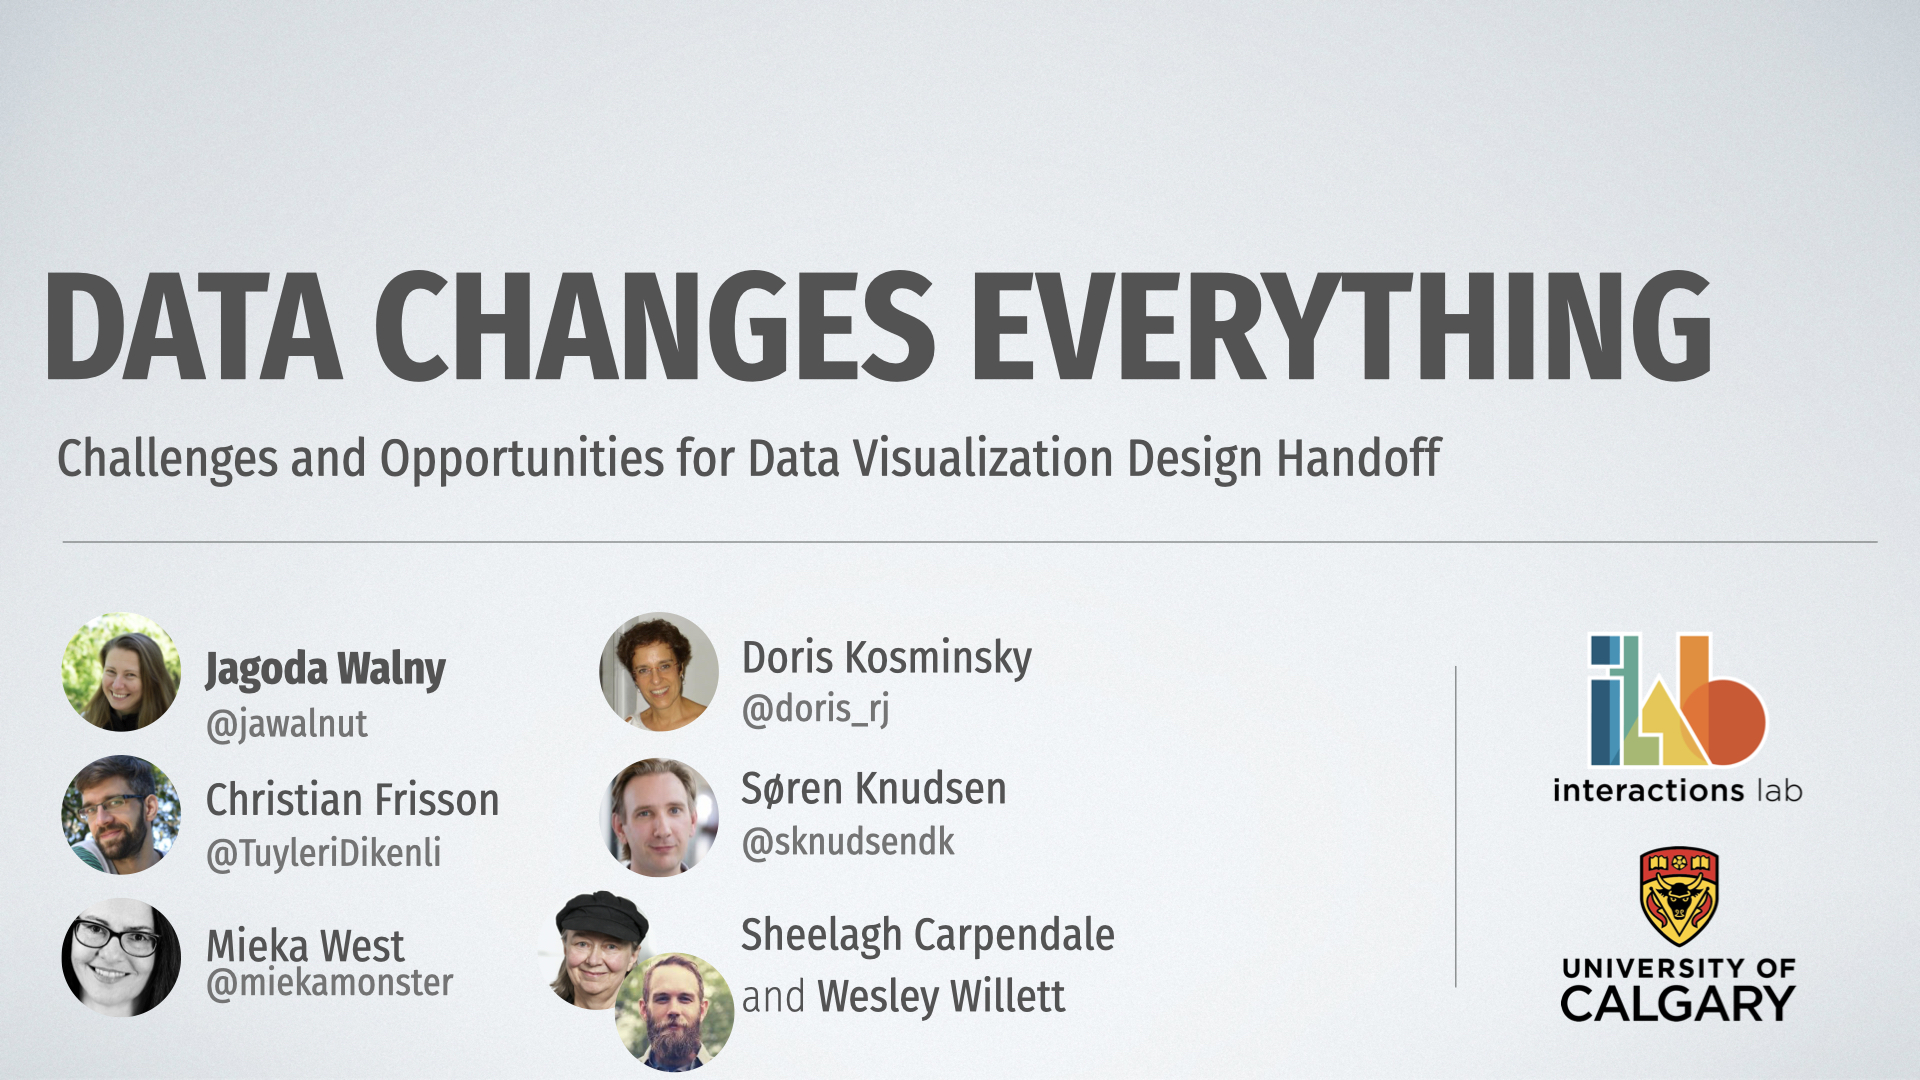 DATA CHANGES EVERYTHING
Challenges and Opportunities for Data Visualization Design Handoff
Jagoda Walny
@jawalnut
Christian Frisson
@TuyleriDikenli
Mieka West
@miekamonster
Doris Kosminsky
@doris_rj
Søren Knudsen
@sknudsendk
Sheelagh Carpendale
and Wesley Willett
ilab
interactions lab
UNIVERSITY OF
CALGARY